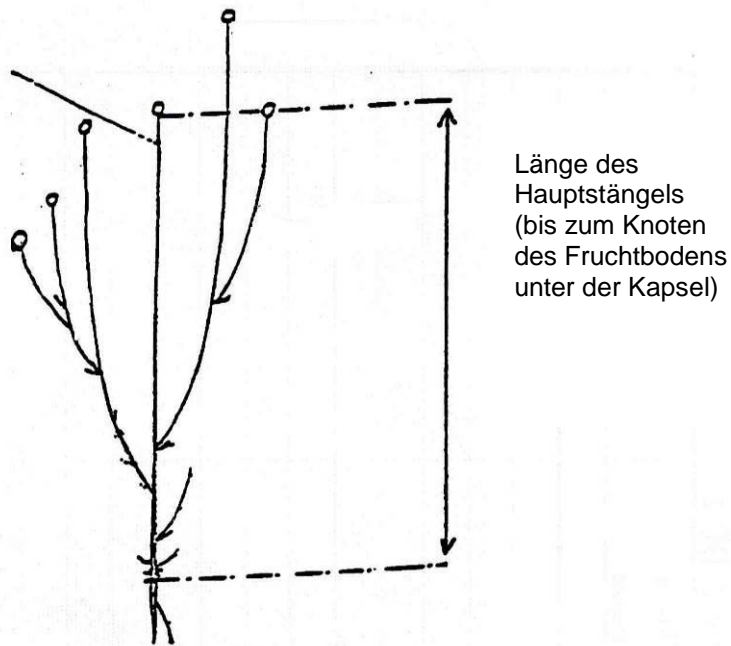 Länge des
Hauptstängels
(bis zum Knoten
des Fruchtbodens
unter der Kapsel)